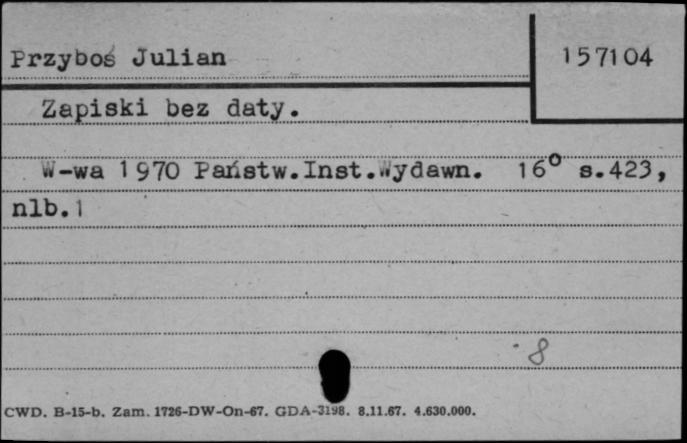 Przyboś Julian
157104
Zapiski bez daty.
W-wa 1970 Państw.Inst.Wydawn. 16° s.423,
nlb.1
8
CWD. B-15-b. Zam. 1726-DW-On-67. GDA-3198. 8.11.67. 4.630.000.